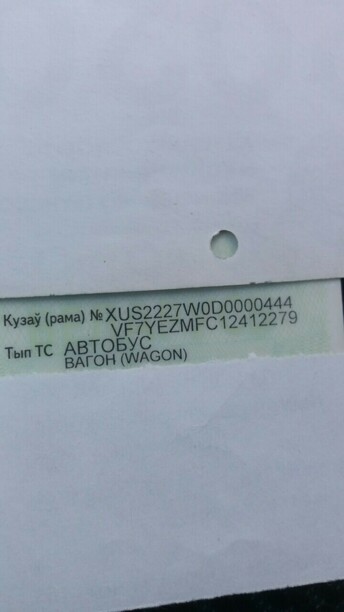 Кузаў (рама) № XUS2227W0D0000444
VF7YEZMFC12412279
Тып ТС АВТОБУС
ВАГОН (WAGON)